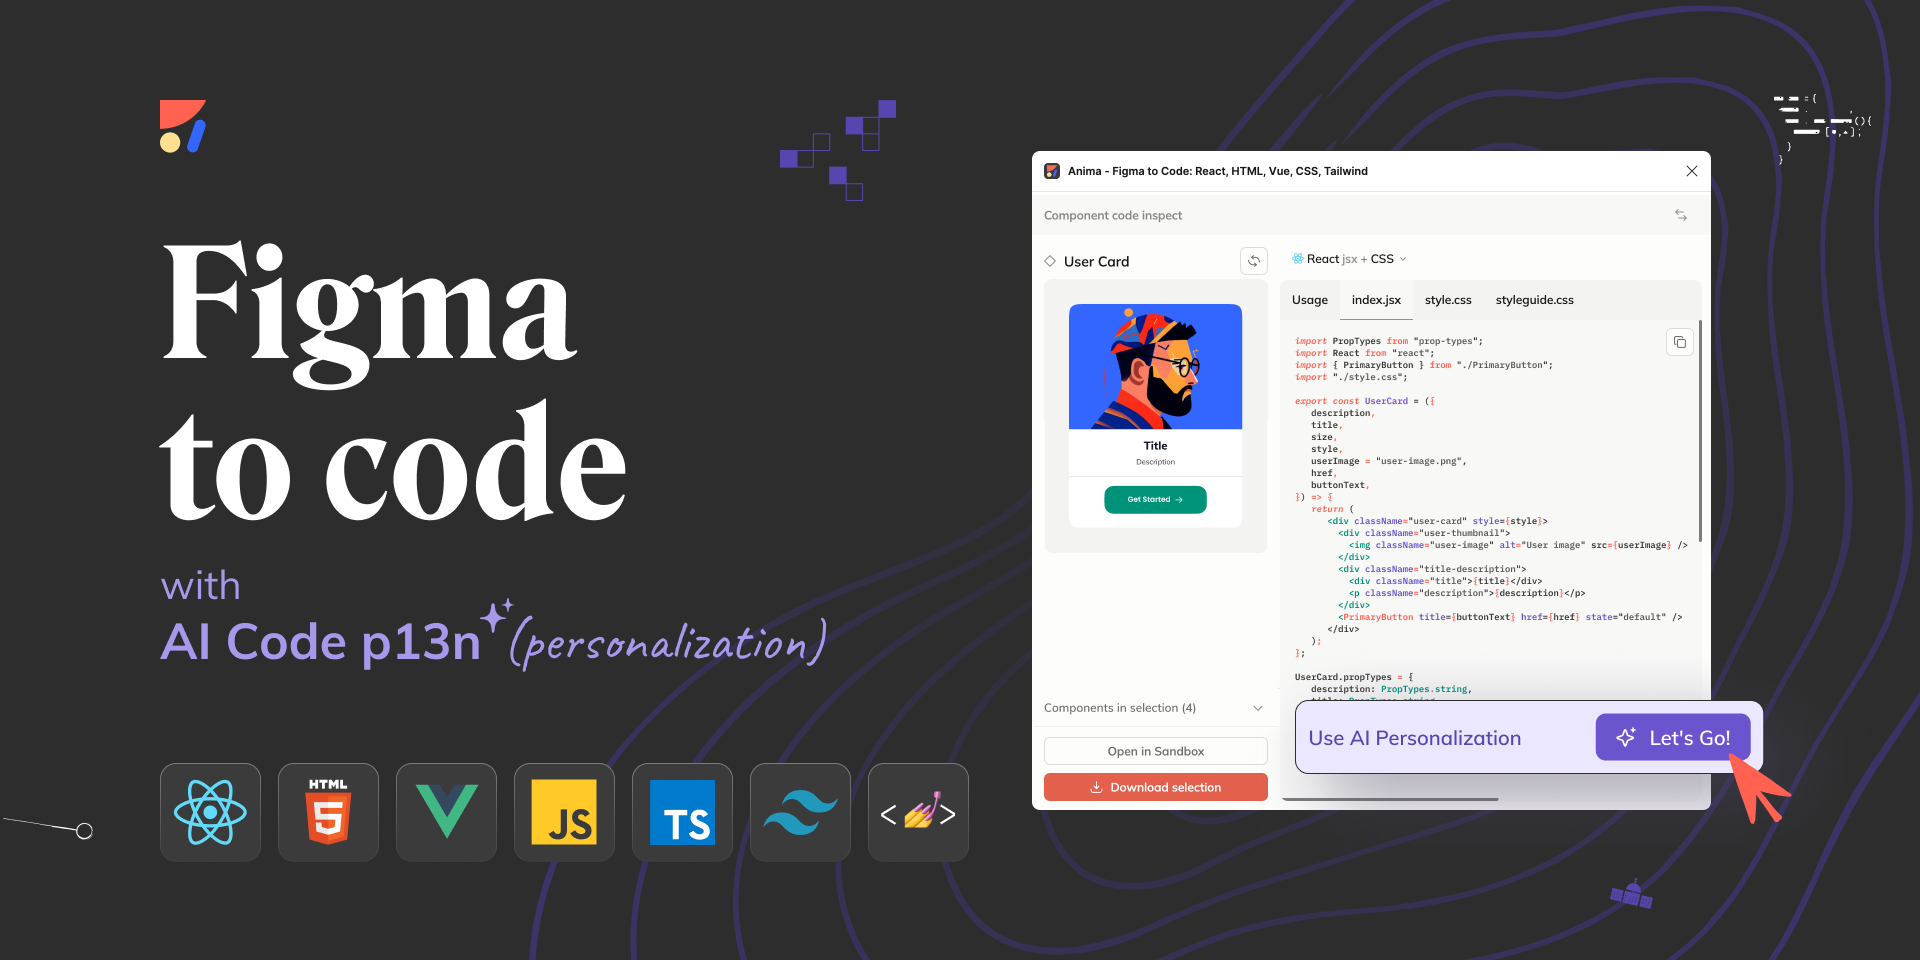 Figma
to code
with
AI Code p13n (personalization)
HTML
5
JS
TS
< >
= {
(){
[ , ];
}
}
Anima - Figma to Code: React, HTML, Vue, CSS, Tailwind
Component code inspect
User Card
Title
Description
Get Started →
Components in selection (4)
Open in Sandbox
Download selection
React jsx + CSS
Usage index.jsx style.css styleguide.css
import PropTypes from "prop-types";
import React from "react";
import { PrimaryButton } from "./PrimaryButton";
import "./style.css";
export const UserCard = ({
description,
title,
size,
style,
userImage = "user-image.png",
href,
buttonText,
}) => {
return (
<div className="user-card" style={style}>
<div className="user-thumbnail">
<img className="user-image" alt="User image" src={userImage} />
</div>
<div className="title-description">
<div className="title">{title}</div>
<p className="description">{description}</p>
</div>
<PrimaryButton title={buttonText} href={href} state="default" />
</div>
);
};
UserCard.propTypes = {
description: PropTypes.string,
Use AI Personalization
Let's Go!